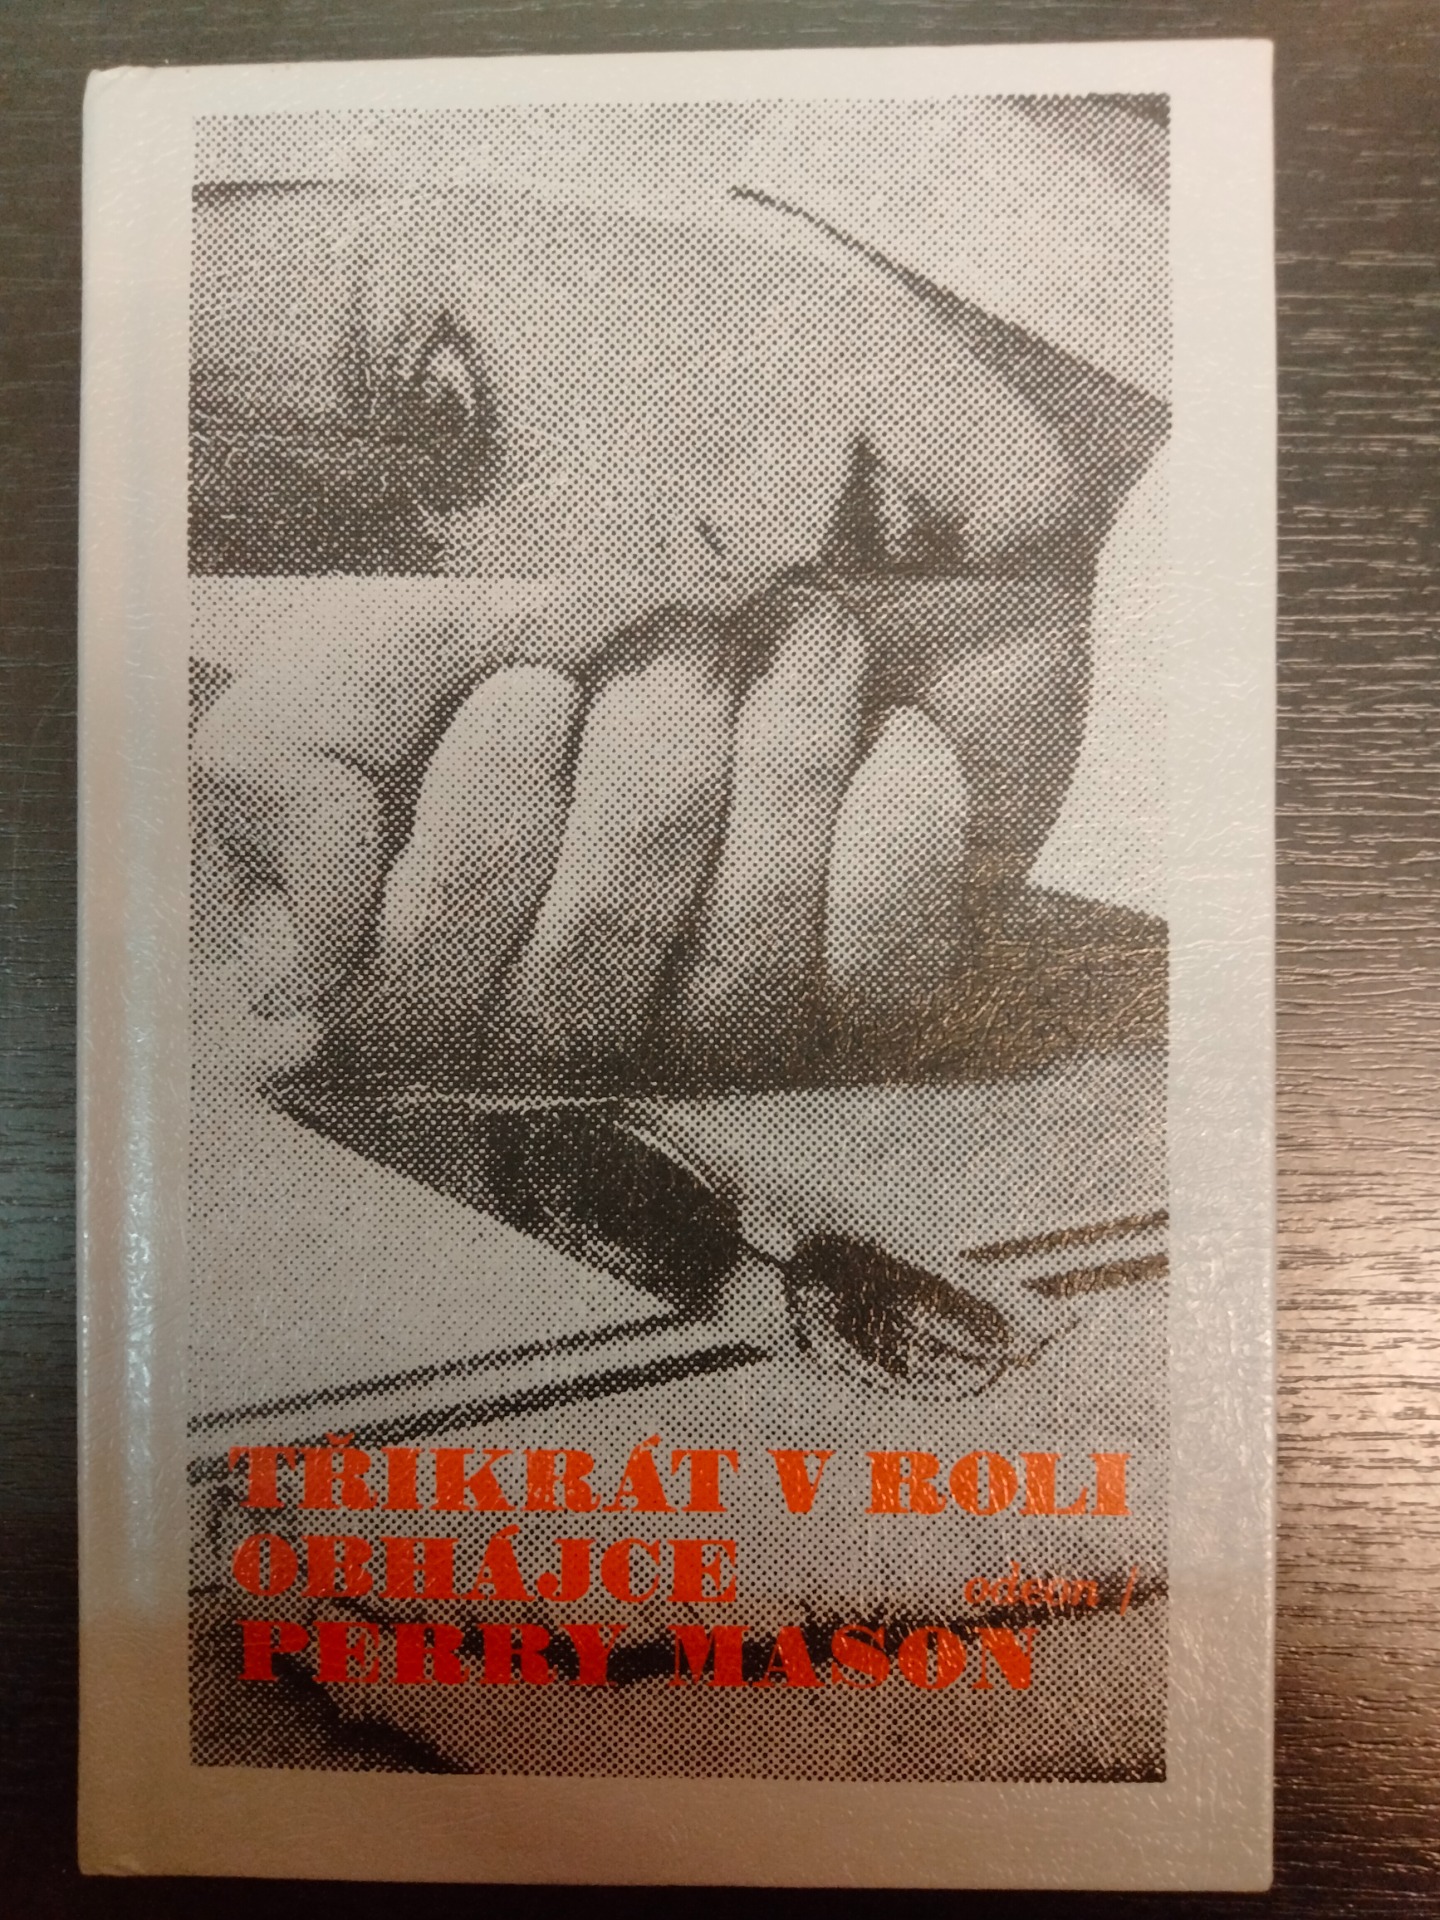 TŘIKRÁT V ROLI
OBHÁJCE
odeon /
PERRY MASON